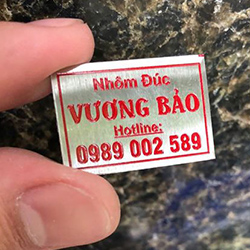 Nhôm Đúc
VƯƠNG BẢO
Hotline:
0989 002 589